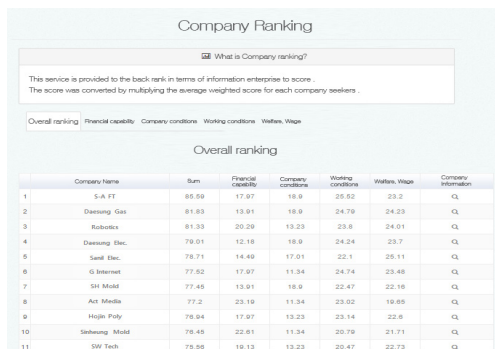 Company Ranking
What is Company ranking?
This service is provided to the back rank in terms of information enterprise to score .
The score was converted by multiplying the average weighted score for each company seekers .
Overall ranking Financial capability Company conditions Working conditions Welfare, Wage
Overall ranking
Company Name Sum Financial capability Company conditions Working conditions Welfare, Wage Company Information
1 S-A FT 85.59 17.97 18.9 25.52 23.2
2 Daesung Gas 81.83 13.91 18.9 24.79 24.23
3 Robotics 81.33 20.29 13.23 23.8 24.01
4 Daesung Elec. 79.01 12.18 18.9 24.24 23.7
5 Sanil Elec. 78.71 14.49 17.01 22.1 25.11
6 G Internet 77.52 17.97 11.34 24.74 23.48
7 SH Mold 77.45 13.91 18.9 22.47 22.16
8 Act Media 77.2 23.19 11.34 23.02 19.65
9 Hojin Poly 76.94 17.97 13.23 23.14 22.6
10 Sinheung Mold 76.45 22.61 11.34 20.79 21.71
11 SW Tech 75.56 19.13 13.23 20.47 22.73